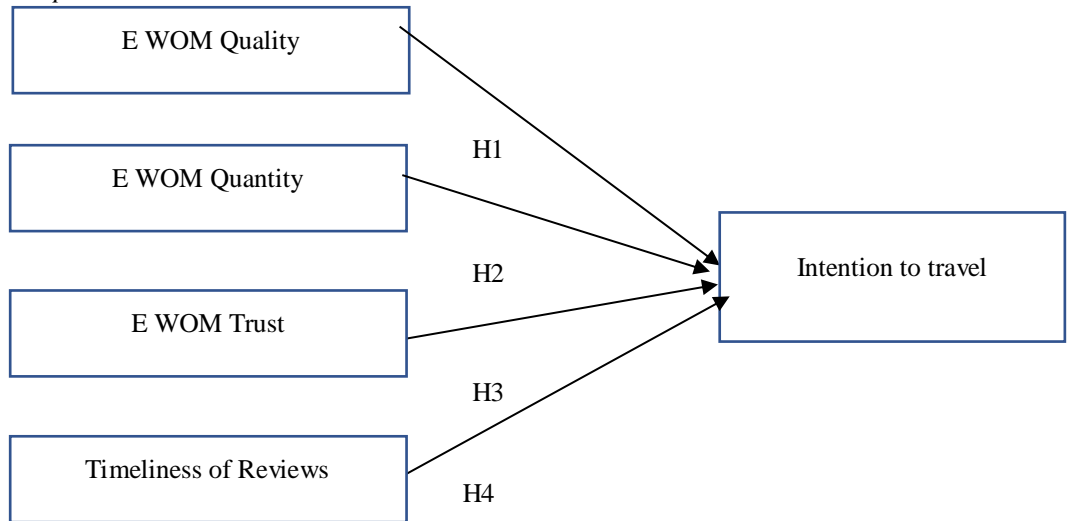 E WOM Quality
H1
E WOM Quantity
Intention to travel
H2
E WOM Trust
H3
Timeliness of Reviews
H4